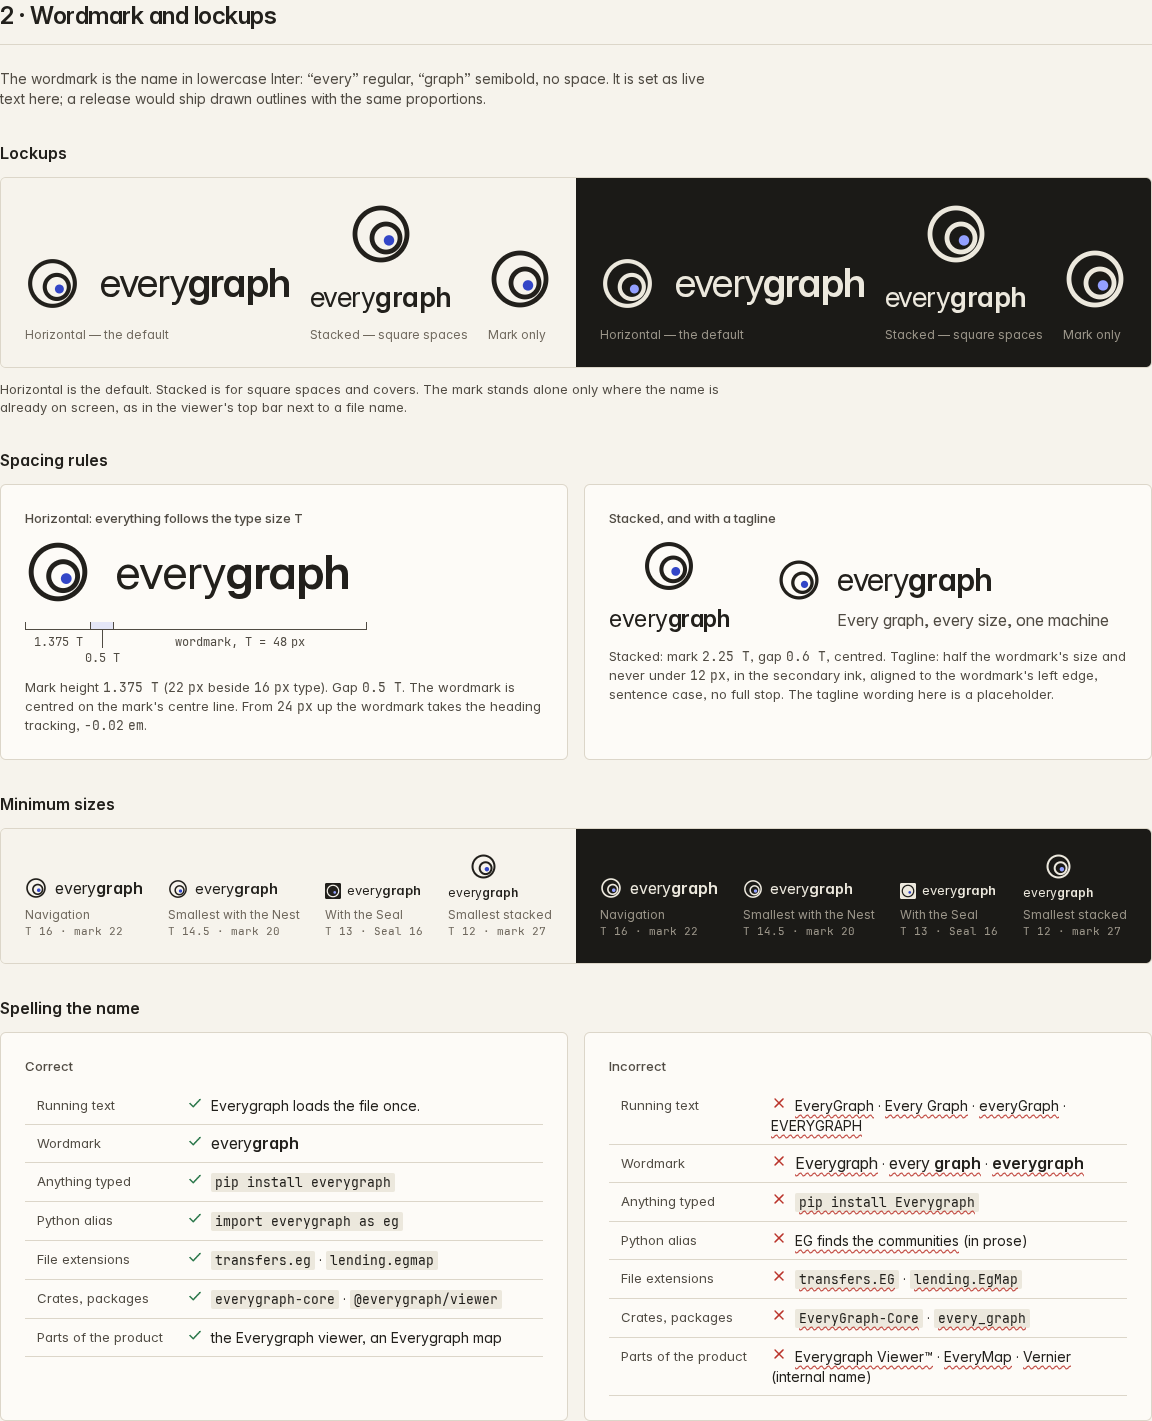 2 · Wordmark and lockups
The wordmark is the name in lowercase Inter: “every” regular, “graph” semibold, no space. It is set as live
text here; a release would ship drawn outlines with the same proportions.
Lockups
everygraph
Horizontal — the default
everygraph
Stacked — square spaces
Mark only
everygraph
Horizontal — the default
everygraph
Stacked — square spaces
Mark only
Horizontal is the default. Stacked is for square spaces and covers. The mark stands alone only where the name is
already on screen, as in the viewer's top bar next to a file name.
Spacing rules
Horizontal: everything follows the type size T
everygraph
1.375 T
wordmark, T = 48 px
0.5 T
Mark height 1.375 T (22 px beside 16 px type). Gap 0.5 T. The wordmark is
centred on the mark's centre line. From 24 px up the wordmark takes the heading
tracking, -0.02 em.
Stacked, and with a tagline
everygraph
everygraph
Every graph, every size, one machine
Stacked: mark 2.25 T, gap 0.6 T, centred. Tagline: half the wordmark's size and
never under 12 px, in the secondary ink, aligned to the wordmark's left edge,
sentence case, no full stop. The tagline wording here is a placeholder.
Minimum sizes
everygraph
Navigation
T 16 · mark 22
everygraph
Smallest with the Nest
T 14.5 · mark 20
everygraph
With the Seal
T 13 · Seal 16
everygraph
Smallest stacked
T 12 · mark 27
everygraph
Navigation
T 16 · mark 22
everygraph
Smallest with the Nest
T 14.5 · mark 20
everygraph
With the Seal
T 13 · Seal 16
everygraph
Smallest stacked
T 12 · mark 27
Spelling the name
Correct
Running text ✓ Everygraph loads the file once.
Wordmark ✓ everygraph
Anything typed ✓ pip install everygraph
Python alias ✓ import everygraph as eg
File extensions ✓ transfers.eg · lending.egmap
Crates, packages ✓ everygraph-core · @everygraph/viewer
Parts of the product ✓ the Everygraph viewer, an Everygraph map
Incorrect
Running text ✕ EveryGraph · Every Graph · everyGraph ·
EVERYGRAPH
Wordmark ✕ Everygraph · every graph · everygraph
Anything typed ✕ pip install Everygraph
Python alias ✕ EG finds the communities (in prose)
File extensions ✕ transfers.EG · lending.EgMap
Crates, packages ✕ EveryGraph-Core · every_graph
Parts of the product ✕ Everygraph Viewer™ · EveryMap · Vernier
(internal name)